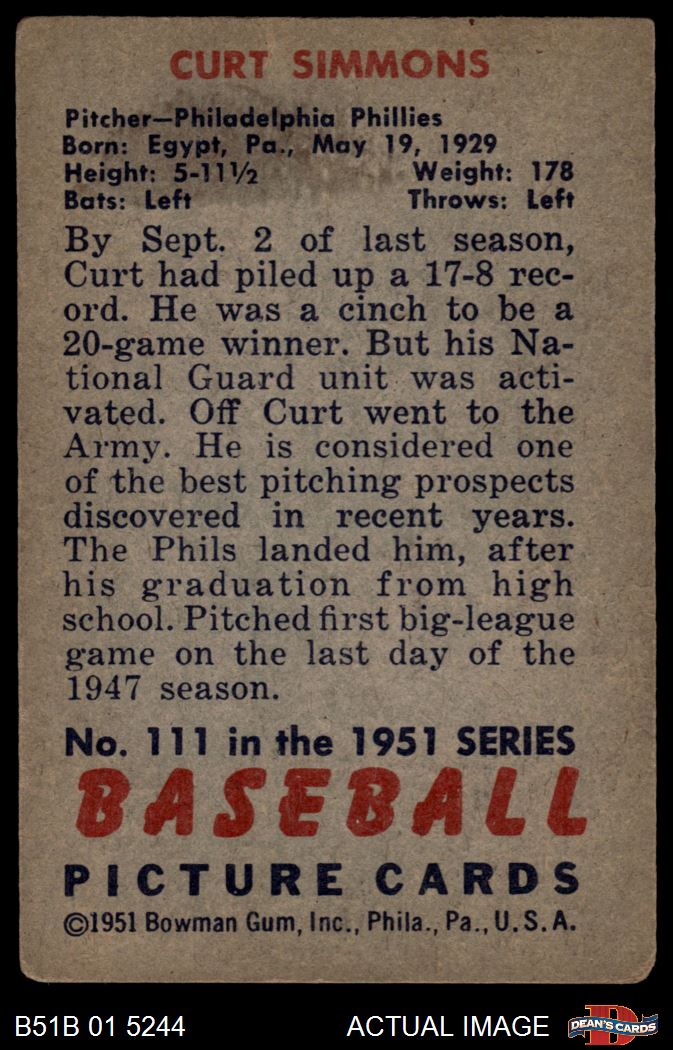 CURT SIMMONS
Pitcher—Philadelphia Phillies
Born: Egypt, Pa., May 19, 1929
Height: 5-11½ Weight: 178
Bats: Left Throws: Left
By Sept. 2 of last season,
Curt had piled up a 17-8 rec-
ord. He was a cinch to be a
20-game winner. But his Na-
tional Guard unit was acti-
vated. Off Curt went to the
Army. He is considered one
of the best pitching prospects
discovered in recent years.
The Phils landed him, after
his graduation from high
school. Pitched first big-league
game on the last day of the
1947 season.
No. 111 in the 1951 SERIES
BASEBALL
PICTURE CARDS
©1951 Bowman Gum, Inc., Phila., Pa., U.S.A.
B51B 01 5244 ACTUAL IMAGE D DEAN'S CARDS